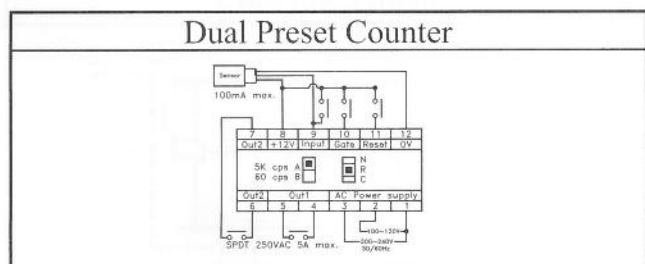 Dual Preset Counter
Sensor
100mA max.
7 8 9 10 11 12
Out2 +12V Input Gate Reset 0V
5K cps A
60 cps B
N
R
C
Out2 Out1 AC Power supply
6 5 4 3 2 1
100~120V
200~240V
50/60Hz
SPDT 250VAC 5A max.